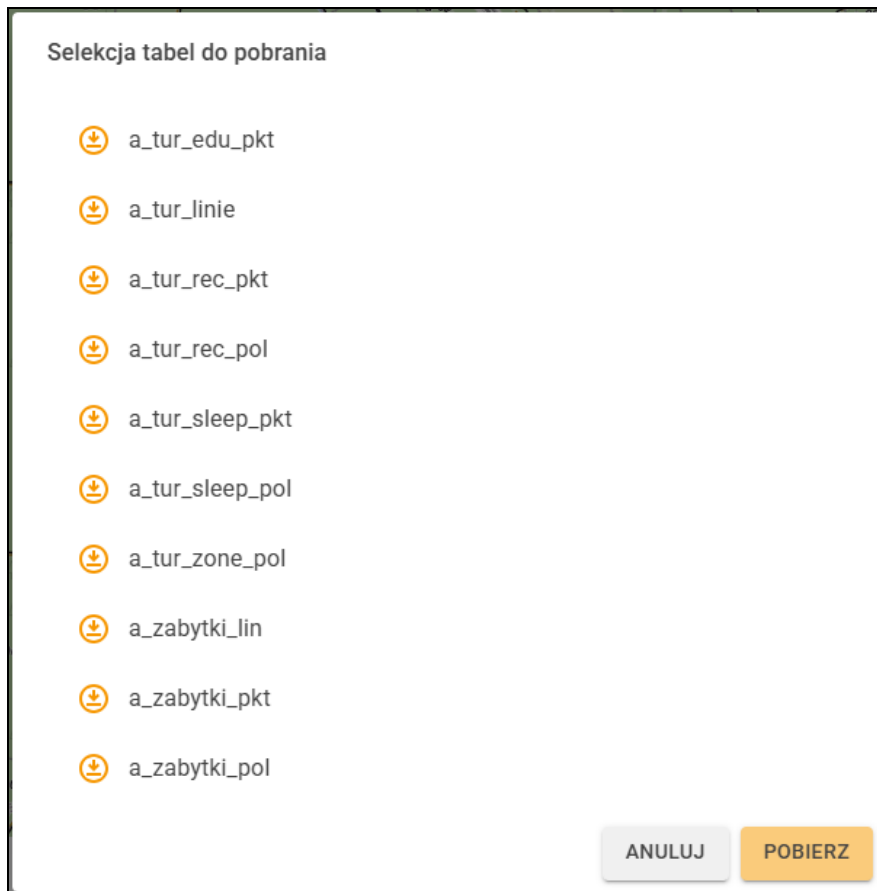 Selekcja tabel do pobrania
a_tur_edu_pkt
a_tur_linie
a_tur_rec_pkt
a_tur_rec_pol
a_tur_sleep_pkt
a_tur_sleep_pol
a_tur_zone_pol
a_zabytki_lin
a_zabytki_pkt
a_zabytki_pol
ANULUJ POBIERZ